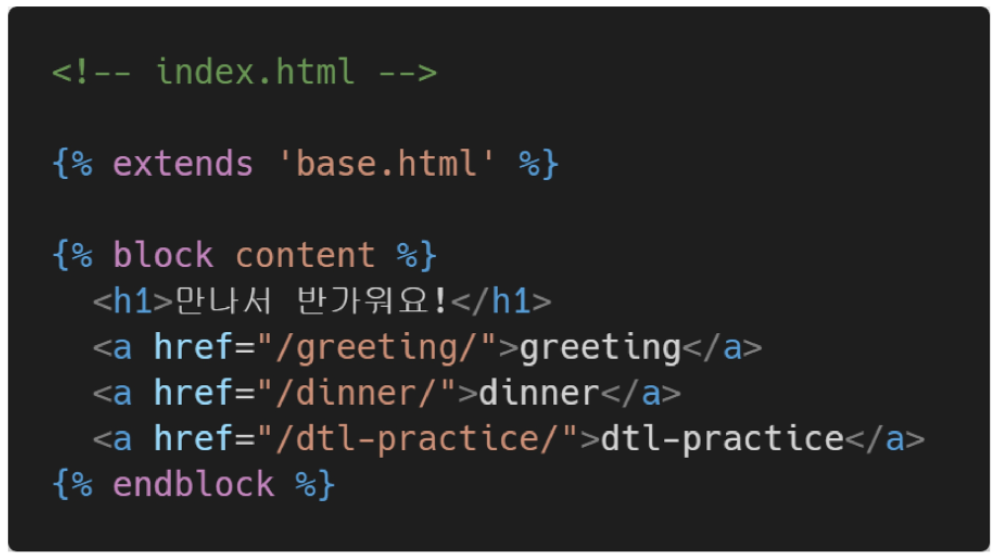 <!-- index.html -->
{% extends 'base.html' %}
{% block content %}
<h1>만나서 반가워요!</h1>
<a href="/greeting/">greeting</a>
<a href="/dinner/">dinner</a>
<a href="/dtl-practice/">dtl-practice</a>
{% endblock %}